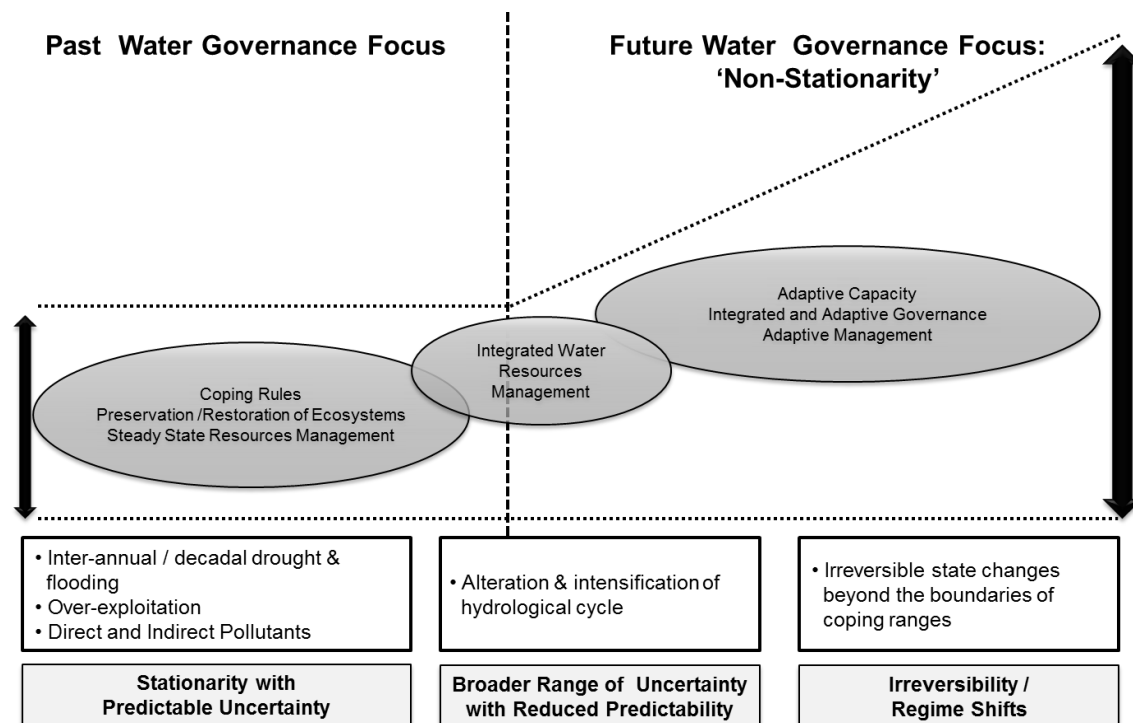 Past Water Governance Focus
Future Water Governance Focus:
‘Non-Stationarity’
Adaptive Capacity
Integrated and Adaptive Governance
Adaptive Management
Integrated Water
Resources
Management
Coping Rules
Preservation /Restoration of Ecosystems
Steady State Resources Management
• Inter-annual / decadal drought &
flooding
• Over-exploitation
• Direct and Indirect Pollutants
• Alteration & intensification of
hydrological cycle
• Irreversible state changes
beyond the boundaries of
coping ranges
Stationarity with
Predictable Uncertainty
Broader Range of Uncertainty
with Reduced Predictability
Irreversibility /
Regime Shifts